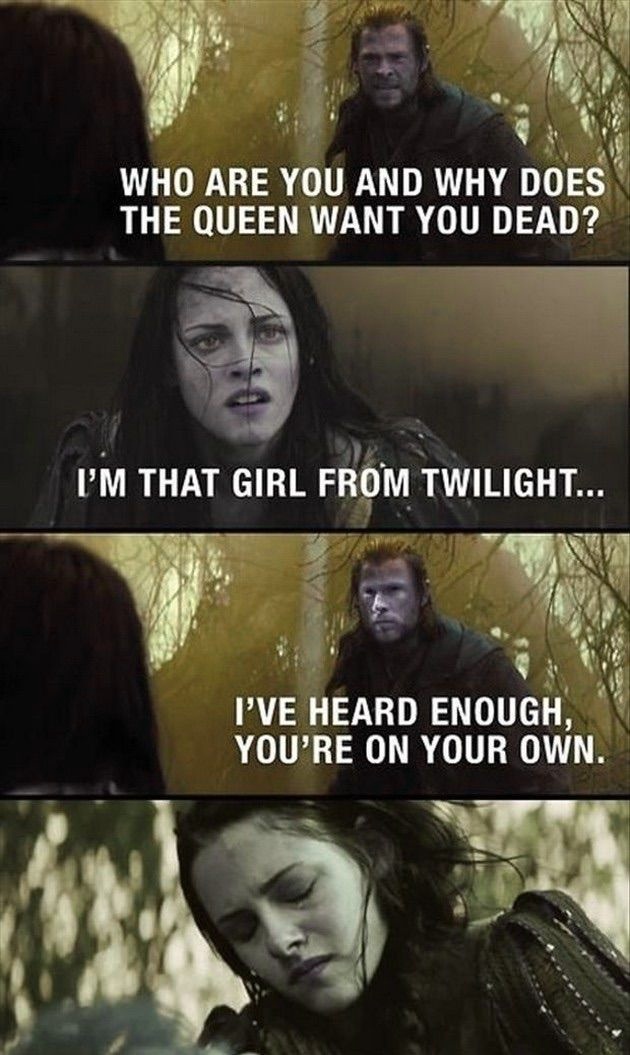 WHO ARE YOU AND WHY DOES
THE QUEEN WANT YOU DEAD?
I'M THAT GIRL FROM TWILIGHT...
I'VE HEARD ENOUGH,
YOU'RE ON YOUR OWN.